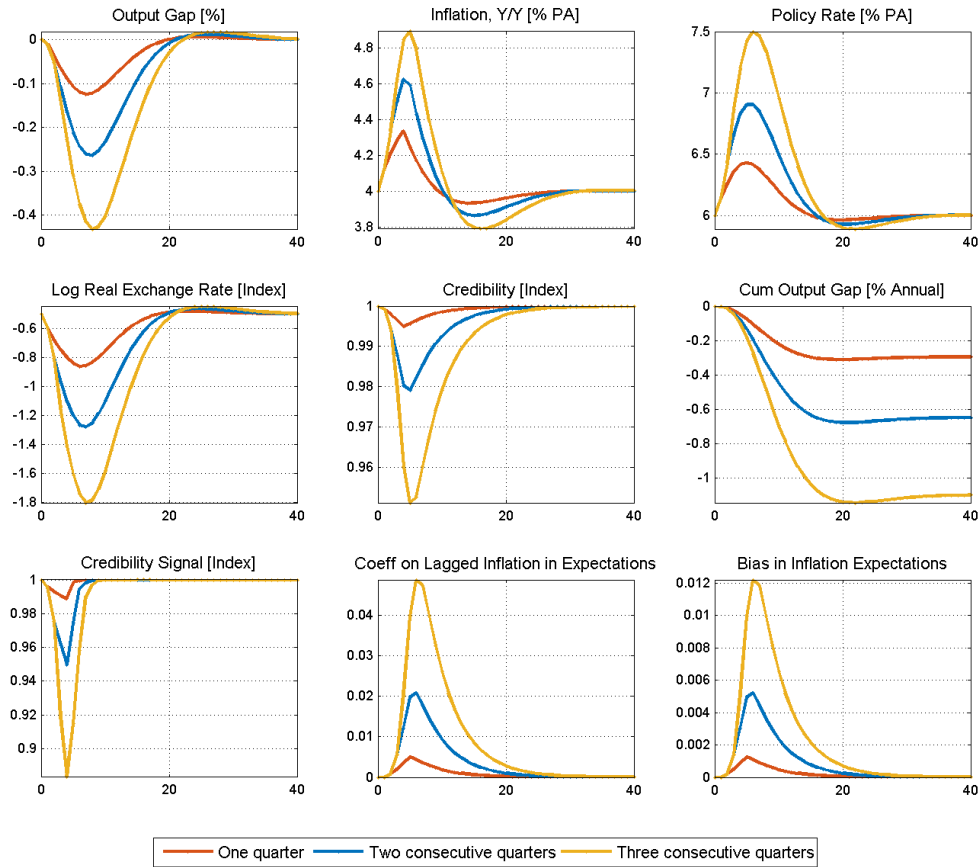 Output Gap [%]
0
-0.1
-0.2
-0.3
-0.4
0 20 40
Inflation, Y/Y [% PA]
4.8
4.6
4.4
4.2
4
3.8
0 20 40
Policy Rate [% PA]
7.5
7
6.5
6
0 20 40
Log Real Exchange Rate [Index]
-0.6
-0.8
-1
-1.2
-1.4
-1.6
-1.8
0 20 40
Credibility [Index]
1
0.99
0.98
0.97
0.96
0 20 40
Cum Output Gap [% Annual]
0
-0.2
-0.4
-0.6
-0.8
-1
0 20 40
Credibility Signal [Index]
1
0.98
0.96
0.94
0.92
0.9
0 20 40
Coeff on Lagged Inflation in Expectations
0.04
0.03
0.02
0.01
0
0 20 40
Bias in Inflation Expectations
0.012
0.01
0.008
0.006
0.004
0.002
0
0 20 40
One quarter Two consecutive quarters Three consecutive quarters